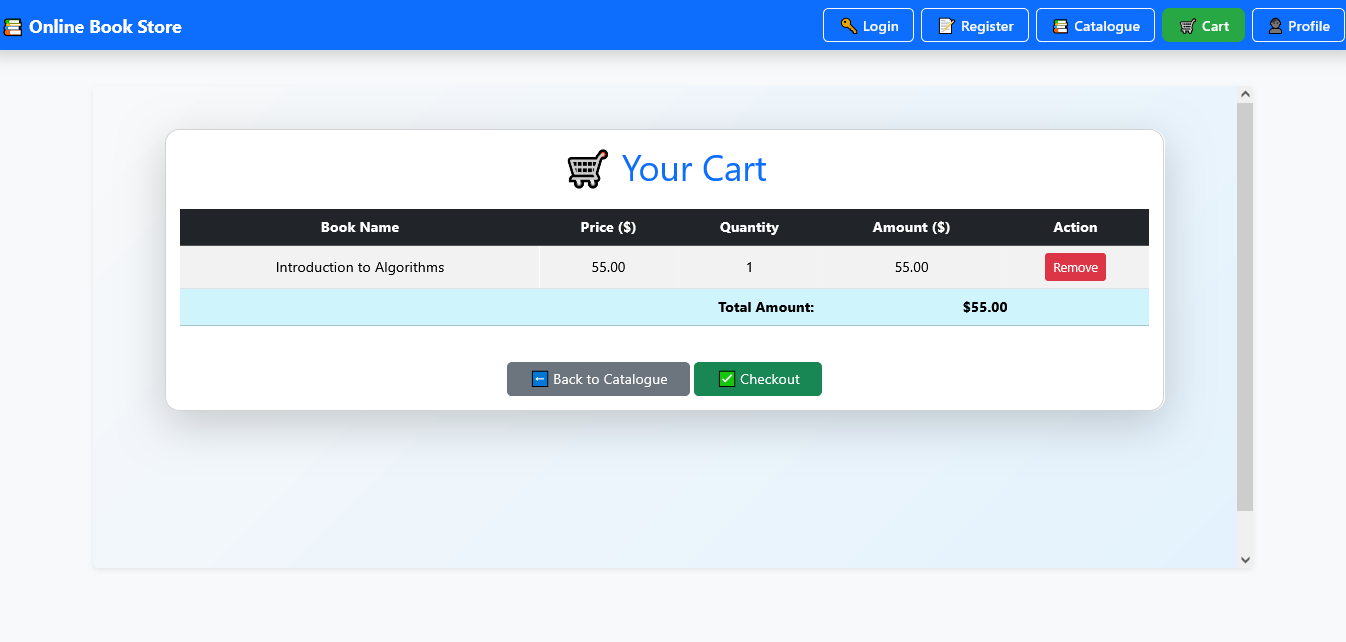 Online Book Store Login Register Catalogue Cart Profile
Your Cart
Book Name Price ($) Quantity Amount ($) Action
Introduction to Algorithms 55.00 1 55.00 Remove
Total Amount: $55.00
Back to Catalogue Checkout